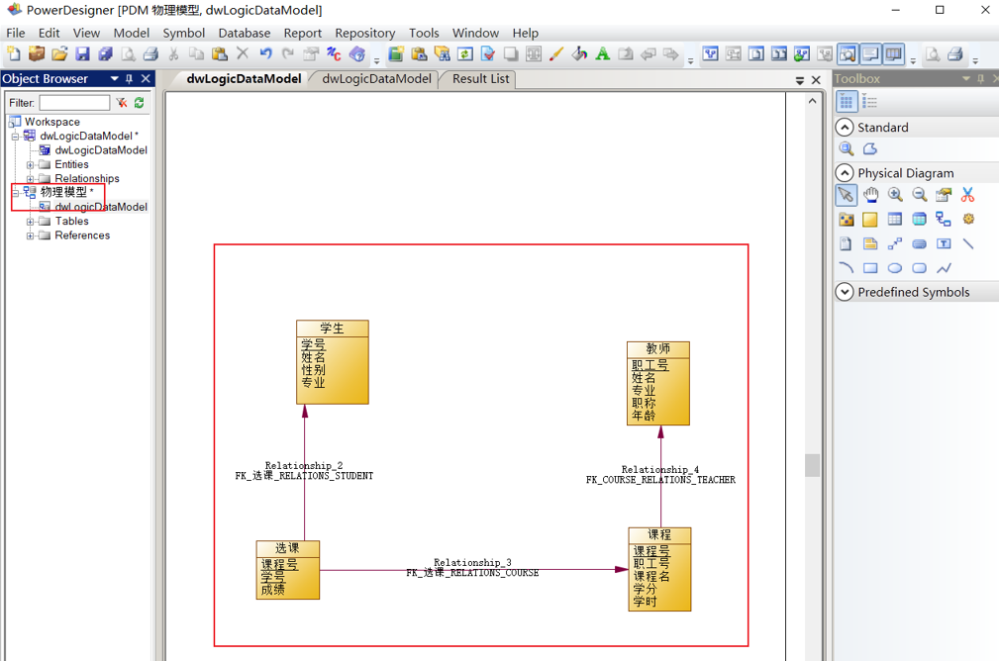 PowerDesigner [PDM 物理模型, dwLogicDataModel]
File Edit View Model Symbol Database Report Repository Tools Window Help
Object Browser
Filter:
Workspace
dwLogicDataModel *
dwLogicDataModel
Entities
Relationships
物理模型 *
dwLogicDataModel
Tables
References
dwLogicDataModel dwLogicDataModel Result List
学生
学号
姓名
性别
专业
教师
职工号
姓名
专业
职称
年龄
Relationship_2
FK_选课_RELATIONS_STUDENT
Relationship_4
FK_COURSE_RELATIONS_TEACHER
选课
课程号
学号
成绩
Relationship_3
FK_选课_RELATIONS_COURSE
课程
课程号
职工号
课程名
学分
学时
Toolbox
Standard
Physical Diagram
Predefined Symbols